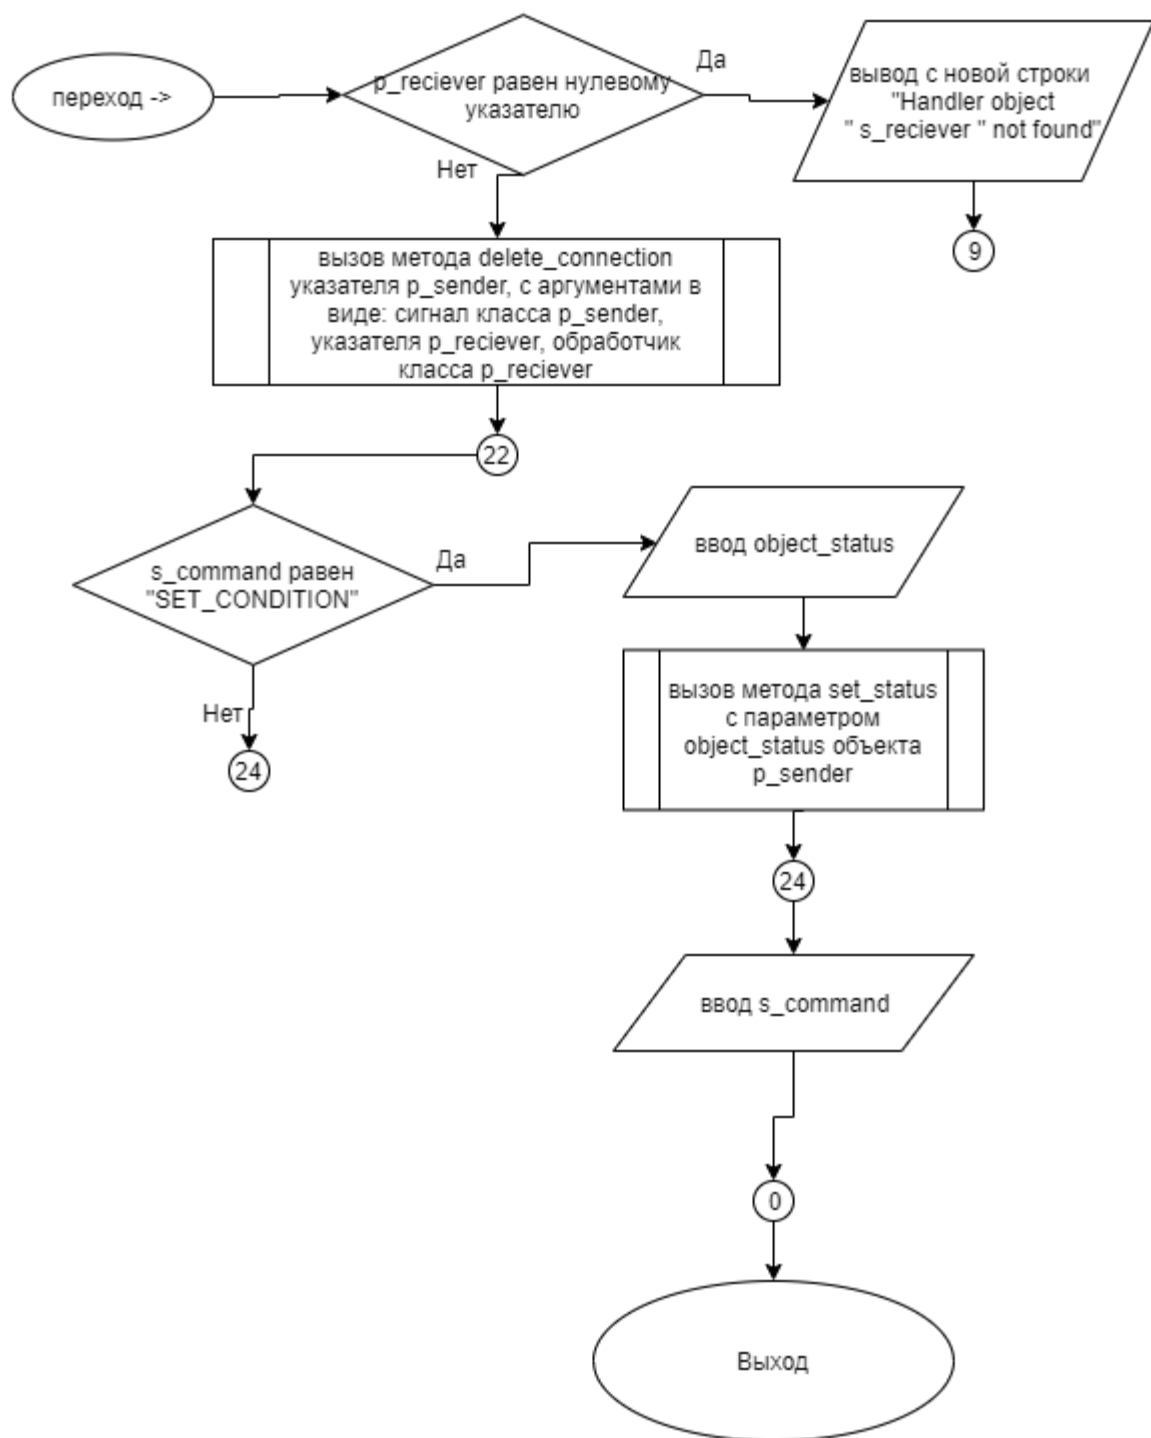 переход ->
p_reciever равен нулевому
указателю
Да
вывод с новой строки
"Handler object
" s_reciever " not found"
Нет
9
вызов метода delete_connection
указателя p_sender, с аргументами в
виде: сигнал класса p_sender,
указателя p_reciever, обработчик
класса p_reciever
22
s_command равен
"SET_CONDITION"
Да
ввод object_status
Нет
24
вызов метода set_status
с параметром
object_status объекта
p_sender
24
ввод s_command
0
Выход